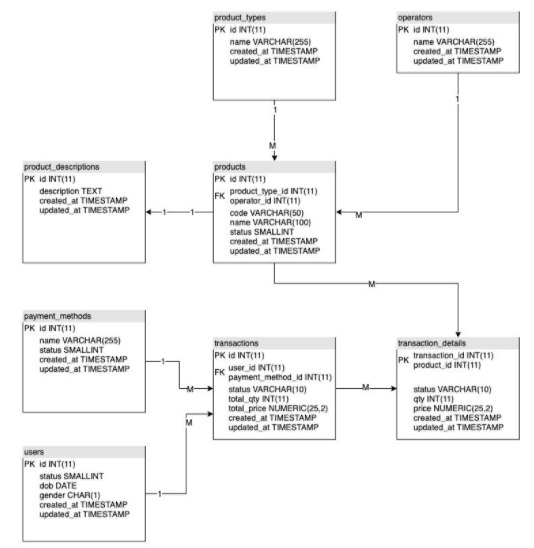 product_types
PK id INT(11)
name VARCHAR(255)
created_at TIMESTAMP
updated_at TIMESTAMP
operators
PK id INT(11)
name VARCHAR(255)
created_at TIMESTAMP
updated_at TIMESTAMP
1
1
M
product_descriptions
PK id INT(11)
description TEXT
created_at TIMESTAMP
updated_at TIMESTAMP
1
1
products
PK id INT(11)
FK product_type_id INT(11)
operator_id INT(11)
code VARCHAR(50)
name VARCHAR(100)
status SMALLINT
created_at TIMESTAMP
updated_at TIMESTAMP
M
M
payment_methods
PK id INT(11)
name VARCHAR(255)
status SMALLINT
created_at TIMESTAMP
updated_at TIMESTAMP
1
M
transactions
PK id INT(11)
FK user_id INT(11)
payment_method_id INT(11)
status VARCHAR(10)
total_qty INT(11)
total_price NUMERIC(25,2)
created_at TIMESTAMP
updated_at TIMESTAMP
M
transaction_details
PK transaction_id INT(11)
product_id INT(11)
status VARCHAR(10)
qty INT(11)
price NUMERIC(25,2)
created_at TIMESTAMP
updated_at TIMESTAMP
M
users
PK id INT(11)
status SMALLINT
dob DATE
gender CHAR(1)
created_at TIMESTAMP
updated_at TIMESTAMP
1